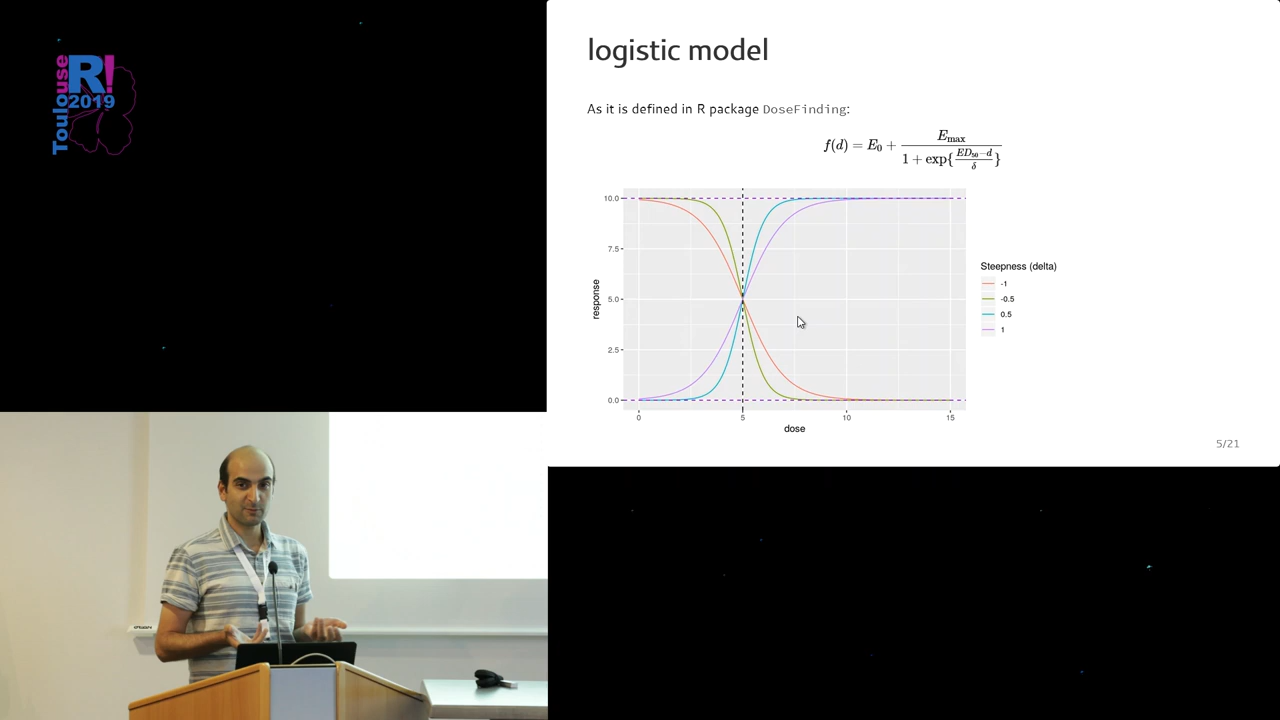 Toulouse
R!
2019
logistic model
As it is defined in R package DoseFinding:
f(d) = E₀ + E_max / (1 + exp{(ED₅₀−d)/δ})
10.0
7.5
5.0
2.5
0.0
response
0 5 10 15
dose
Steepness (delta)
-1
-0.5
0.5
1
5/21